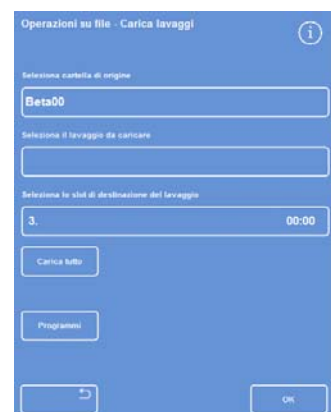 Operazioni su file - Carica lavaggi
i
Seleziona cartella di origine
Beta00
Selezione il lavaggio da caricare
Seleziona lo slot di destinazione del lavaggio
3. 00:00
Carica tutto
Programmi
OK